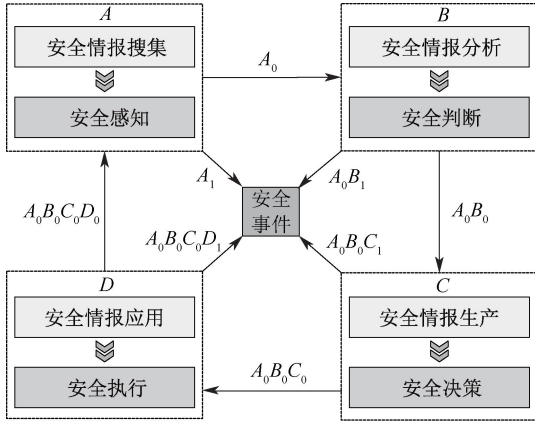 A
安全情报搜集
安全感知
A₀
B
安全情报分析
安全判断
A₁
A₀B₁
安全
事件
A₀B₀C₀D₀
A₀B₀
A₀B₀C₀D₁
A₀B₀C₁
D
安全情报应用
安全执行
A₀B₀C₀
C
安全情报生产
安全决策